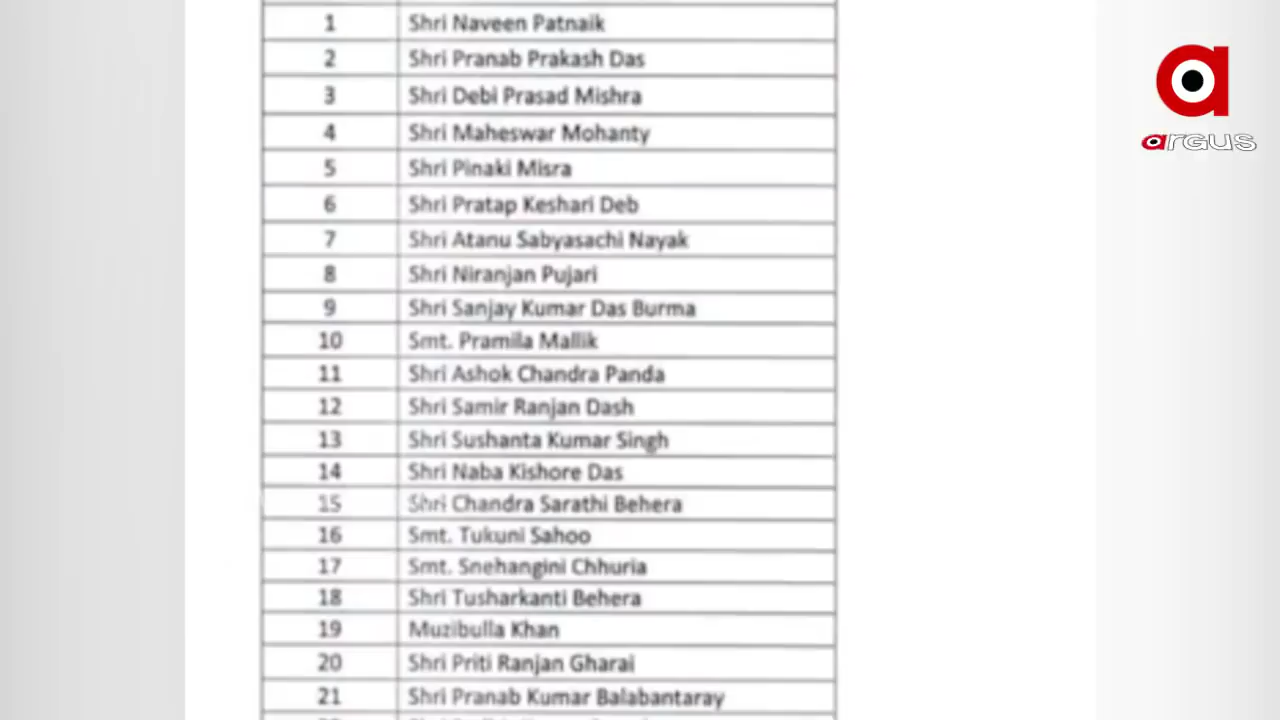 1 Shri Naveen Patnaik
2 Shri Pranab Prakash Das
3 Shri Debi Prasad Mishra
4 Shri Maheswar Mohanty
5 Shri Pinaki Misra
6 Shri Pratap Keshari Deb
7 Shri Atanu Sabyasachi Nayak
8 Shri Niranjan Pujari
9 Shri Sanjay Kumar Das Burma
10 Smt. Pramila Mallik
11 Shri Ashok Chandra Panda
12 Shri Samir Ranjan Dash
13 Shri Sushanta Kumar Singh
14 Shri Naba Kishore Das
15 Shri Chandra Sarathi Behera
16 Smt. Tukuni Sahoo
17 Smt. Snehangini Chhuria
18 Shri Tusharkanti Behera
19 Muzibulla Khan
20 Shri Priti Ranjan Gharai
21 Shri Pranab Kumar Balabantaray
a
argus